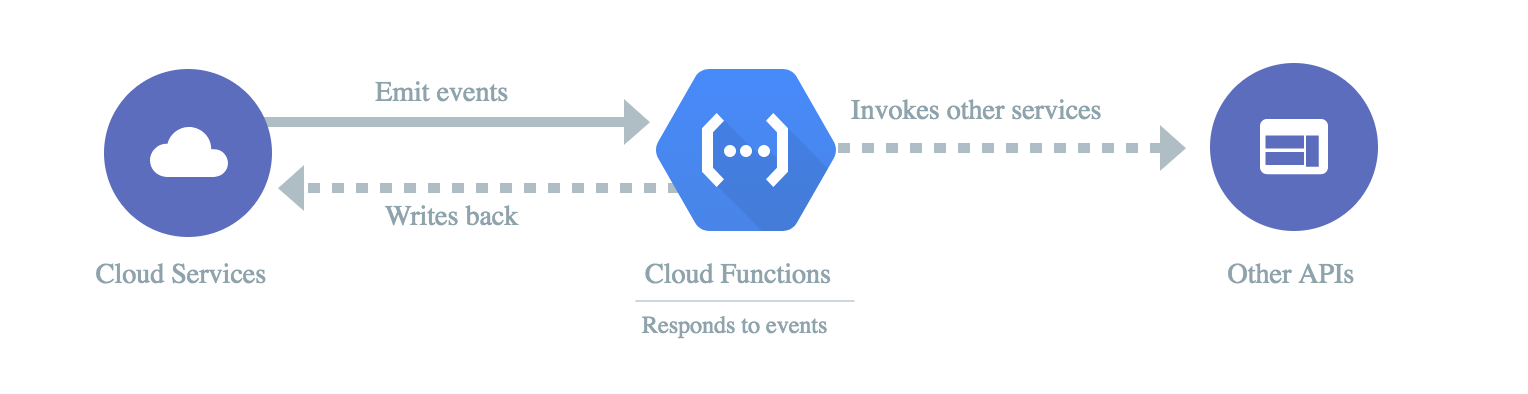 Emit events
Invokes other services
Writes back
Cloud Services
Cloud Functions
Other APIs
Responds to events